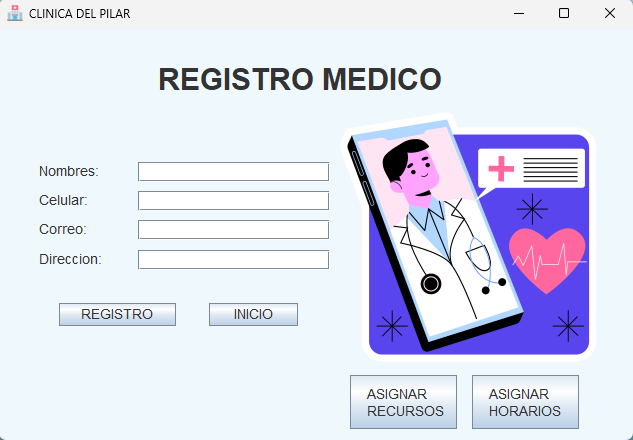 CLINICA DEL PILAR
REGISTRO MEDICO
Nombres:
Celular:
Correo:
Direccion:
REGISTRO
INICIO
ASIGNAR
RECURSOS
ASIGNAR
HORARIOS